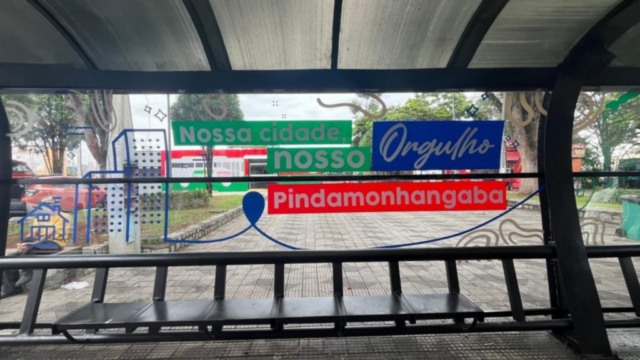 Nossa cidade,
nosso Orgulho
Pindamonhangaba